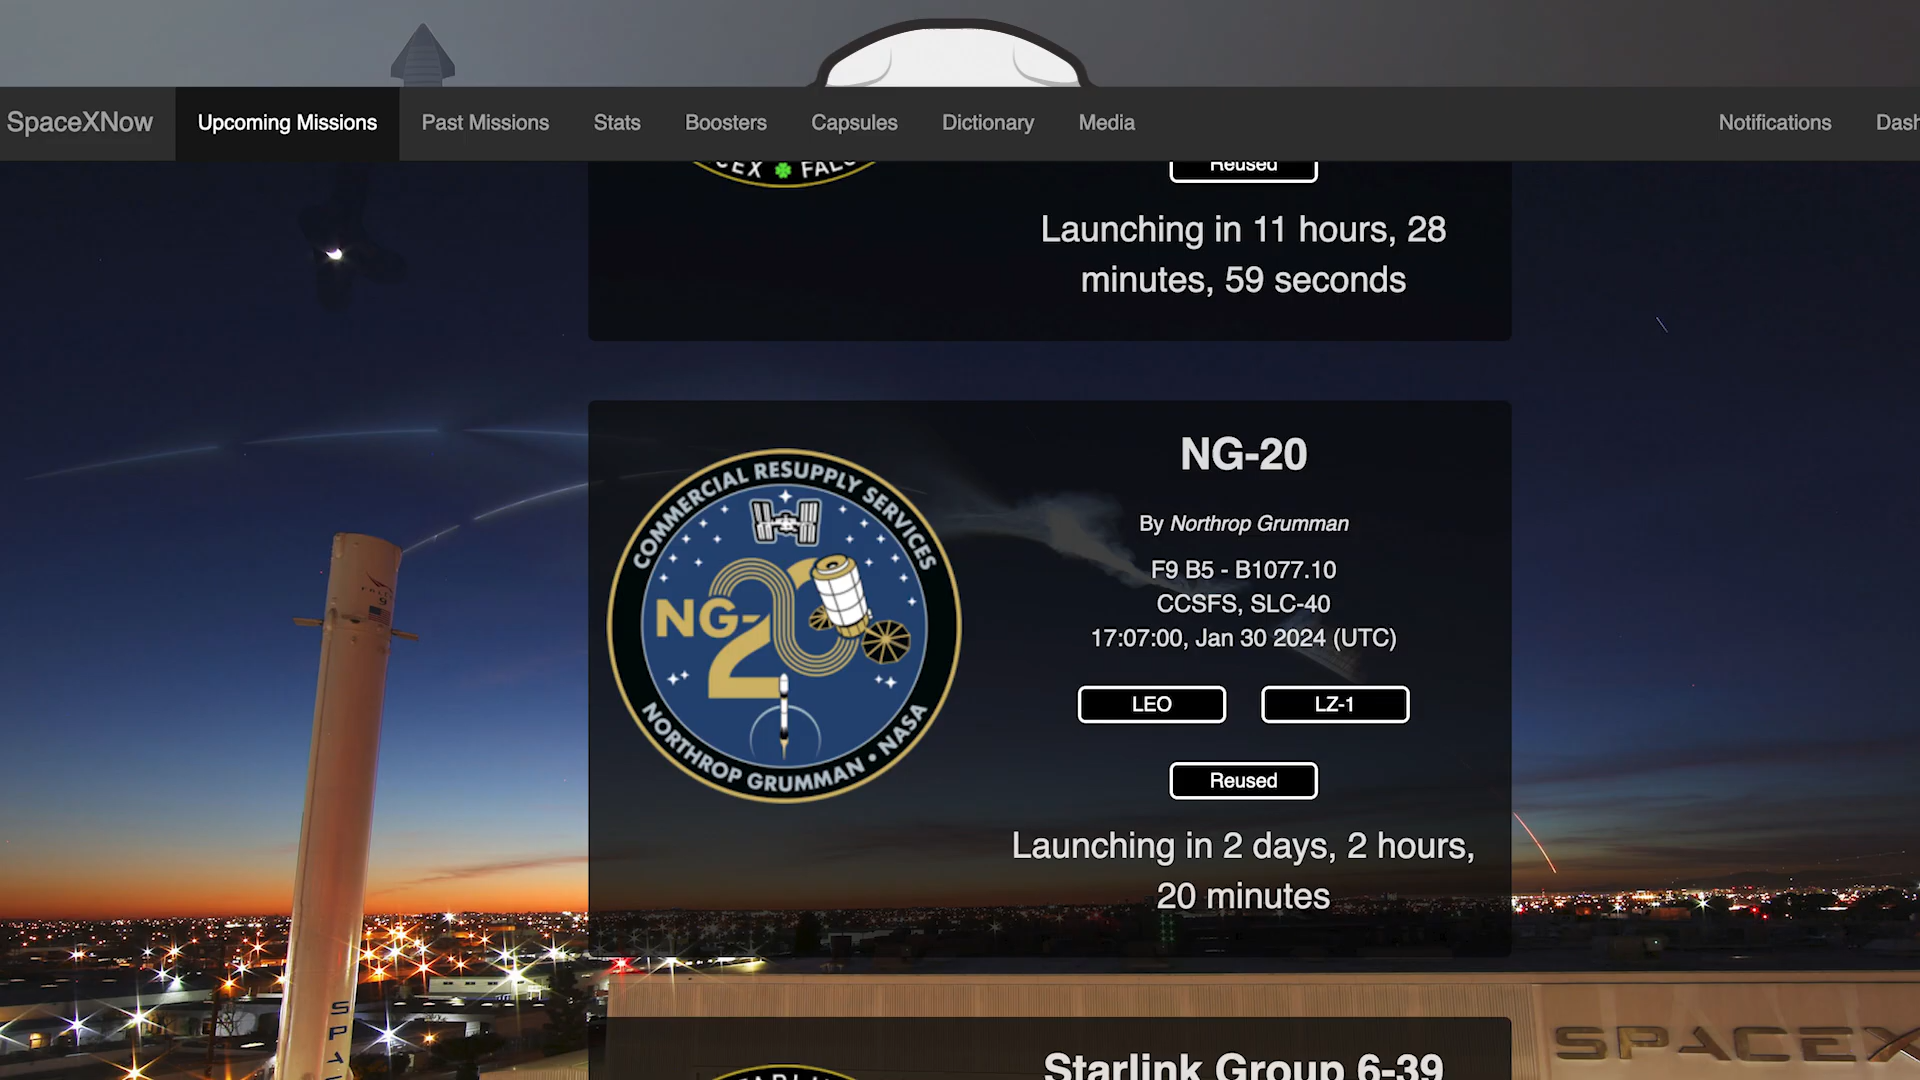 SpaceXNow
Upcoming Missions
Past Missions
Stats
Boosters
Capsules
Dictionary
Media
Notifications
Reused
Launching in 11 hours, 28
minutes, 59 seconds
NG-20
By Northrop Grumman
F9 B5 - B1077.10
CCSFS, SLC-40
17:07:00, Jan 30 2024 (UTC)
LEO
LZ-1
Reused
Launching in 2 days, 2 hours,
20 minutes
COMMERCIAL RESUPPLY SERVICES
NG-20
NORTHROP GRUMMAN • NASA
Starlink Group 6-39
SPACEX